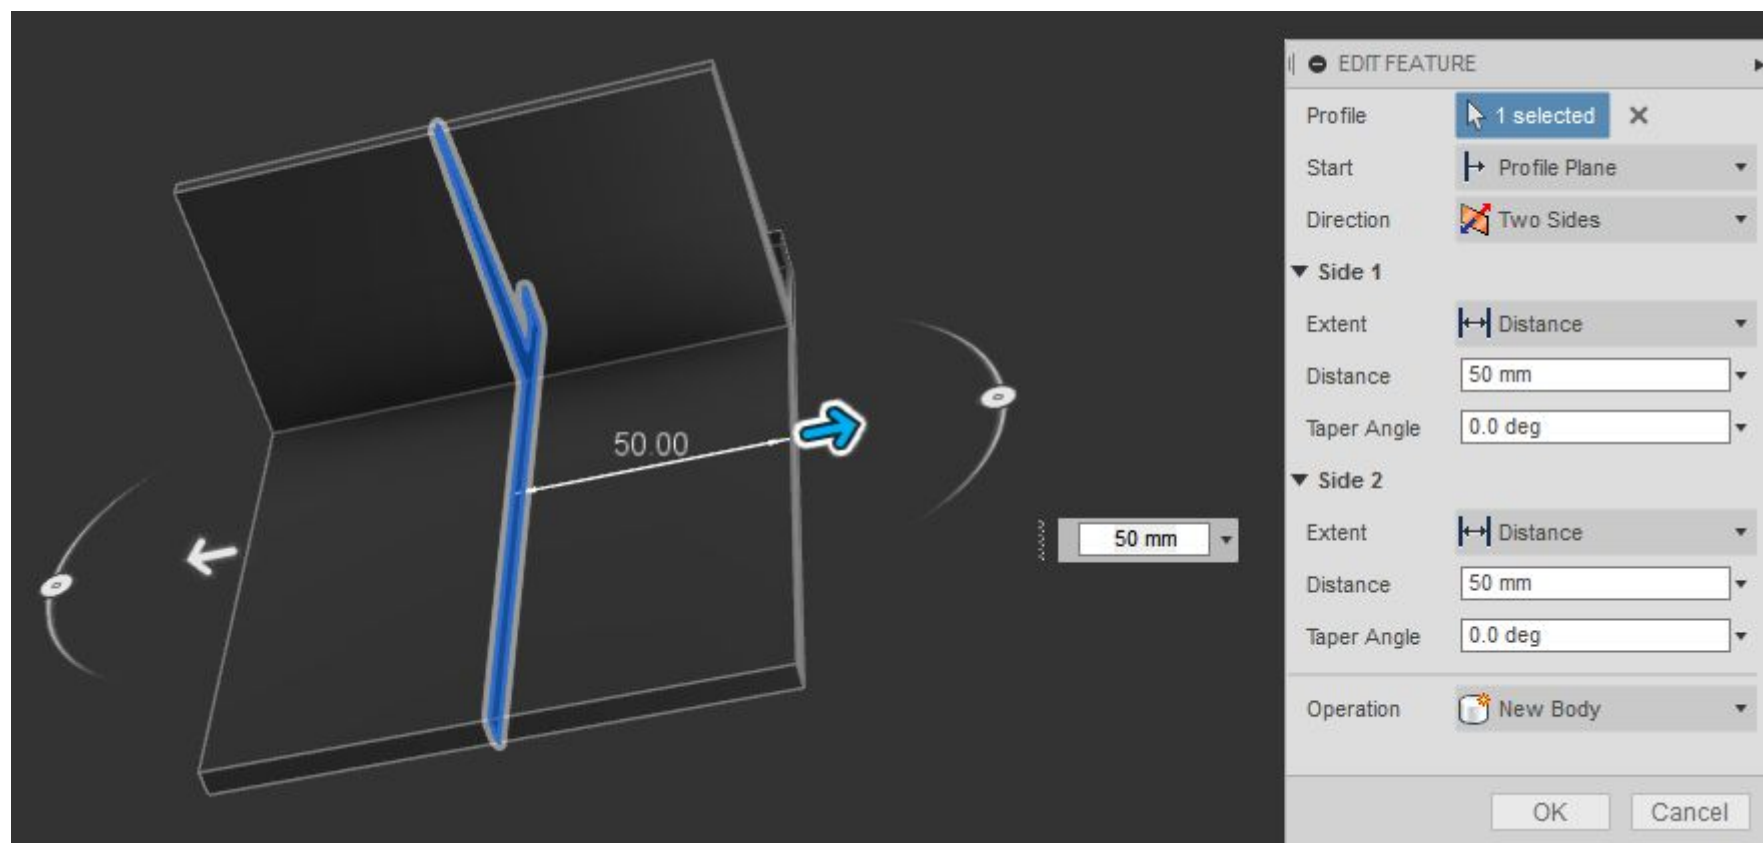 EDIT FEATURE
Profile 1 selected
Start Profile Plane
Direction Two Sides
Side 1
Extent Distance
Distance 50 mm
Taper Angle 0.0 deg
Side 2
Extent Distance
Distance 50 mm
Taper Angle 0.0 deg
Operation New Body
OK Cancel
50.00
50 mm